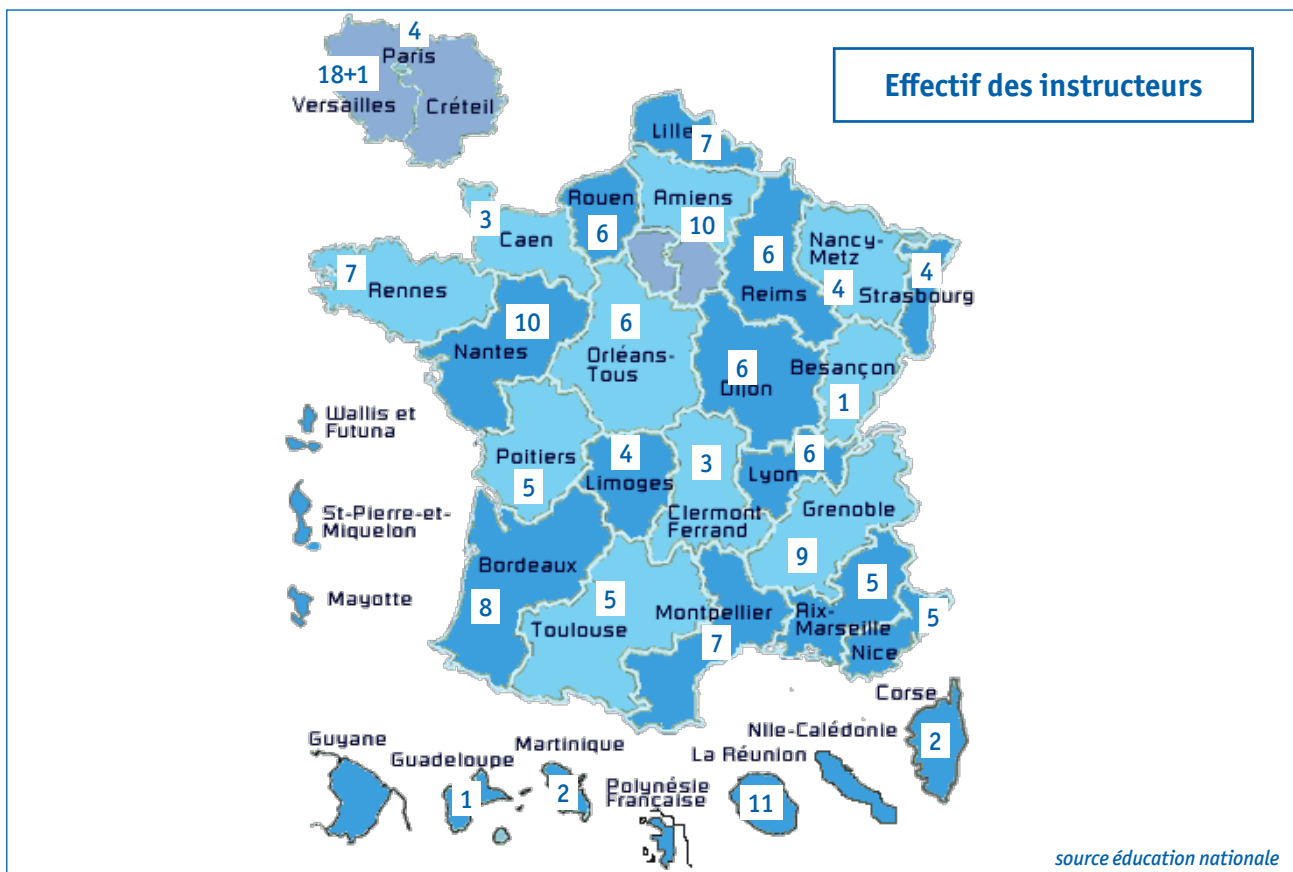 4
Paris
18+1
Versailles
Créteil
Effectif des instructeurs
Lille
7
Rouen
6
Amiens
10
3
Caen
Nancy-
Metz
4
6
Reims
4
Strasbourg
7
Rennes
10
Nantes
6
Orléans-
Tous
6
Dijon
Besançon
1
Wallis et
Futuna
Poitiers
5
4
Limoges
3
Clermont
Ferrand
6
Lyon
Grenoble
9
St-Pierre-et-
Miquelon
Bordeaux
8
5
Toulouse
Montpellier
7
5
Aix-
Marseille
5
Nice
Mayotte
Corse
2
Guyane
Guadeloupe
1
Martinique
2
Polynésie
Française
La Réunion
11
Nlle-Calédonie
source éducation nationale